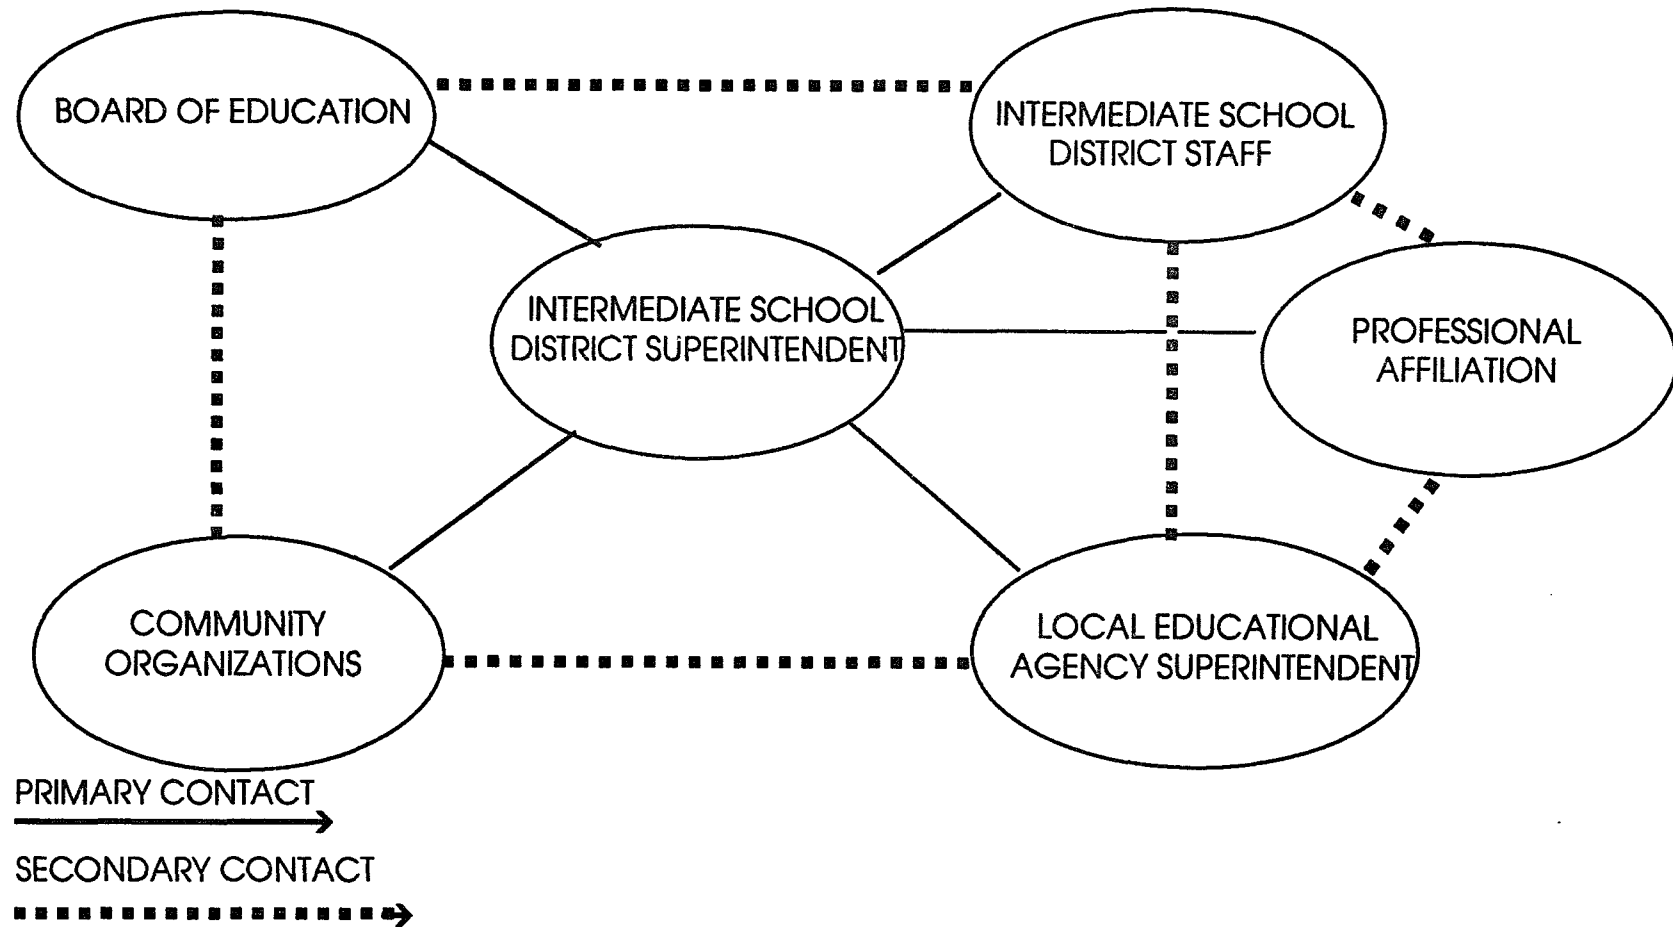 BOARD OF EDUCATION
INTERMEDIATE SCHOOL
DISTRICT STAFF
INTERMEDIATE SCHOOL
DISTRICT SUPERINTENDENT
PROFESSIONAL
AFFILIATION
COMMUNITY
ORGANIZATIONS
LOCAL EDUCATIONAL
AGENCY SUPERINTENDENT
PRIMARY CONTACT
SECONDARY CONTACT